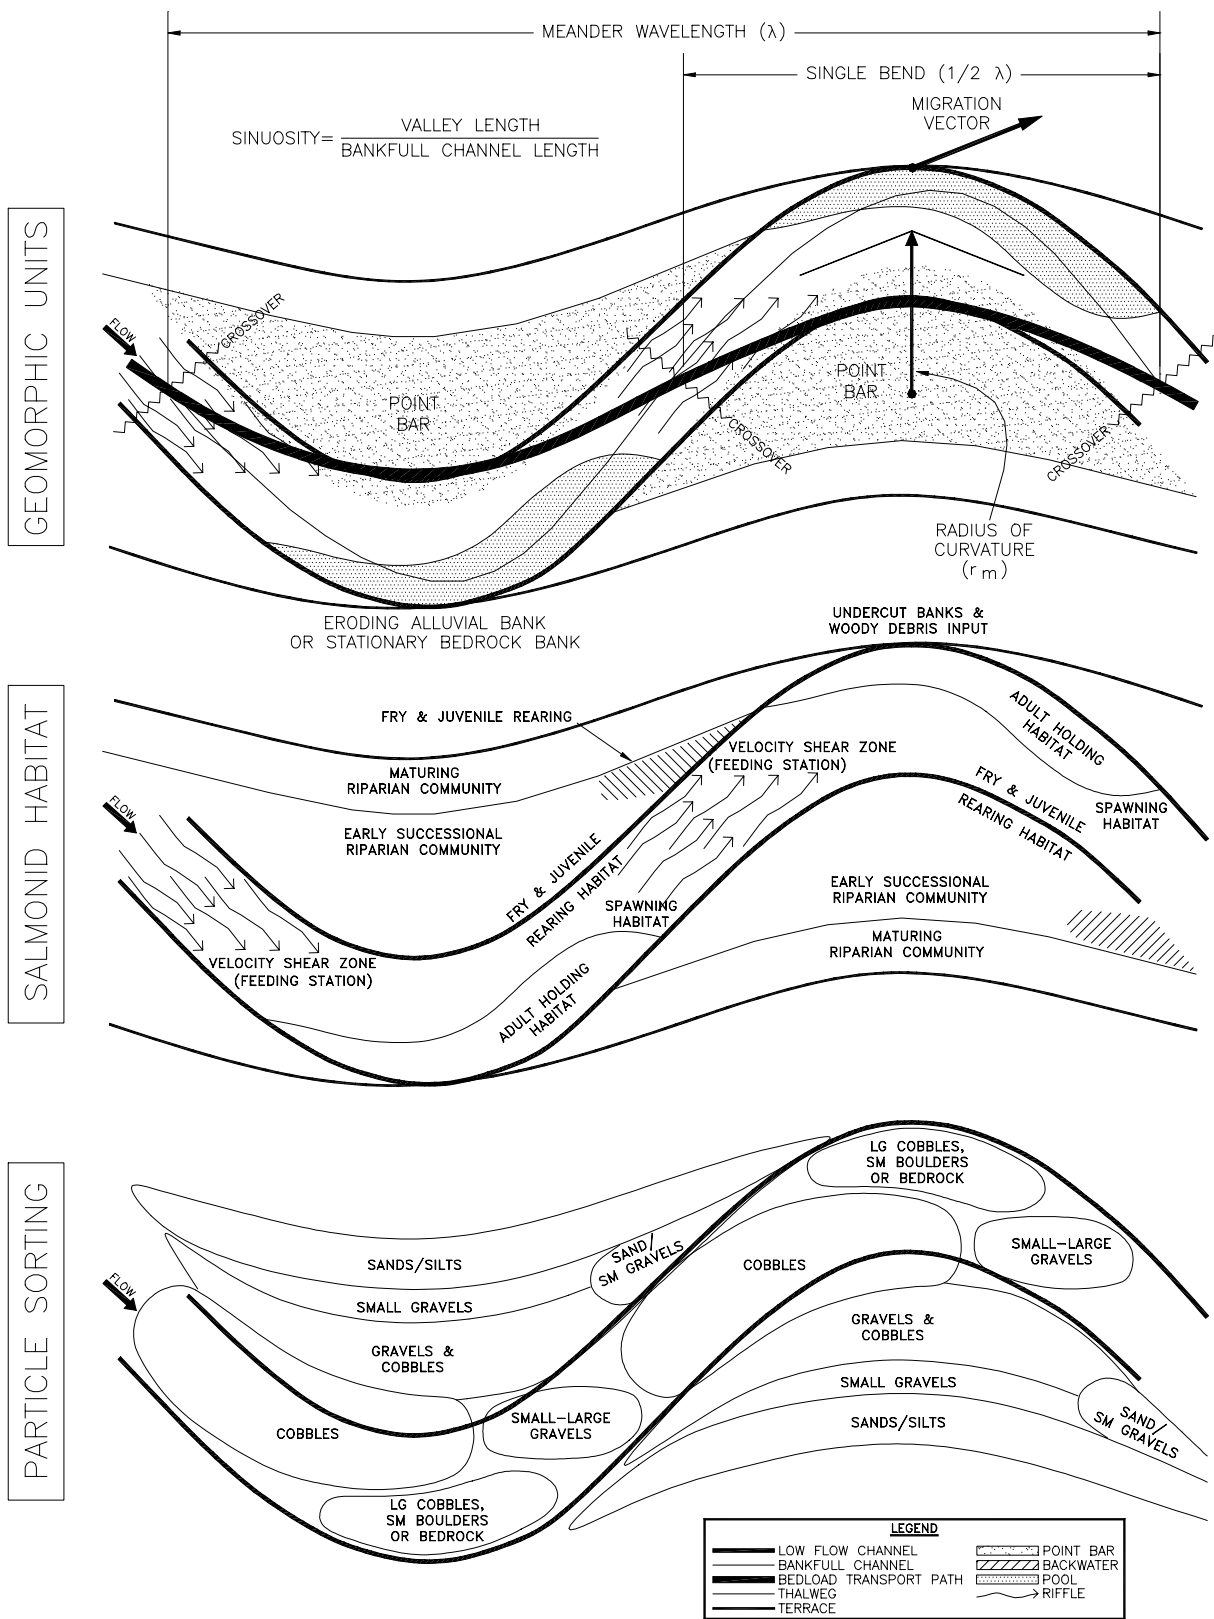 MEANDER WAVELENGTH (λ)
SINGLE BEND (1/2 λ)
MIGRATION
VECTOR
SINUOSITY=
VALLEY LENGTH
BANKFULL CHANNEL LENGTH
GEOMORPHIC UNITS
FLOW
CROSSOVER
POINT
BAR
POINT
BAR
CROSSOVER
CROSSOVER
RADIUS OF
CURVATURE
(r m)
ERODING ALLUVIAL BANK
OR STATIONARY BEDROCK BANK
SALMONID HABITAT
UNDERCUT BANKS &
WOODY DEBRIS INPUT
FRY & JUVENILE REARING
ADULT HOLDING
HABITAT
VELOCITY SHEAR ZONE
(FEEDING STATION)
MATURING
RIPARIAN COMMUNITY
FLOW
FRY & JUVENILE
REARING HABITAT
SPAWNING
HABITAT
EARLY SUCCESSIONAL
RIPARIAN COMMUNITY
FRY & JUVENILE
REARING HABITAT
SPAWNING
HABITAT
EARLY SUCCESSIONAL
RIPARIAN COMMUNITY
MATURING
RIPARIAN COMMUNITY
VELOCITY SHEAR ZONE
(FEEDING STATION)
ADULT HOLDING
HABITAT
PARTICLE SORTING
LG COBBLES,
SM BOULDERS
OR BEDROCK
FLOW
SANDS/SILTS
SAND/
SM GRAVELS
COBBLES
SMALL-LARGE
GRAVELS
SMALL GRAVELS
GRAVELS &
COBBLES
GRAVELS &
COBBLES
SMALL GRAVELS
SANDS/SILTS
SAND/
SM GRAVELS
COBBLES
SMALL-LARGE
GRAVELS
LG COBBLES,
SM BOULDERS
OR BEDROCK
LEGEND
LOW FLOW CHANNEL
BANKFULL CHANNEL
BEDLOAD TRANSPORT PATH
THALWEG
TERRACE
POINT BAR
BACKWATER
POOL
RIFFLE